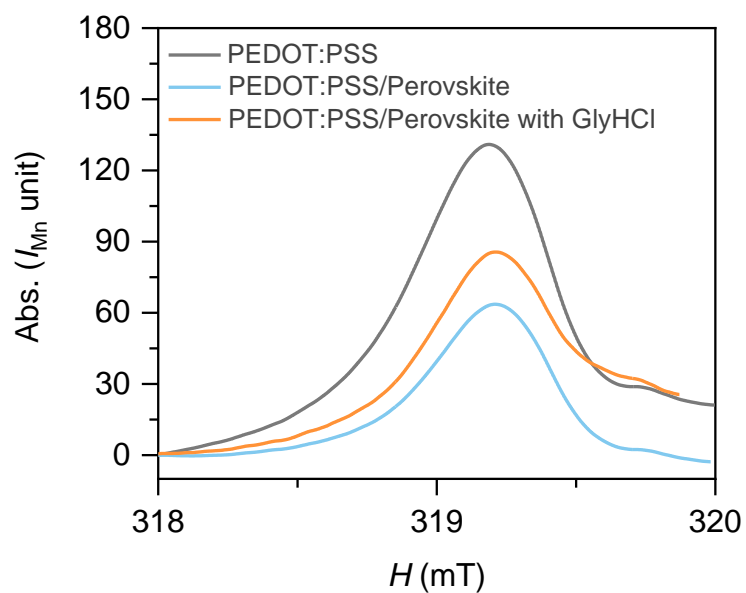 180
150
120
90
60
30
0
Abs. (I_Mn unit)
PEDOT:PSS
PEDOT:PSS/Perovskite
PEDOT:PSS/Perovskite with GlyHCl
318
319
320
H (mT)